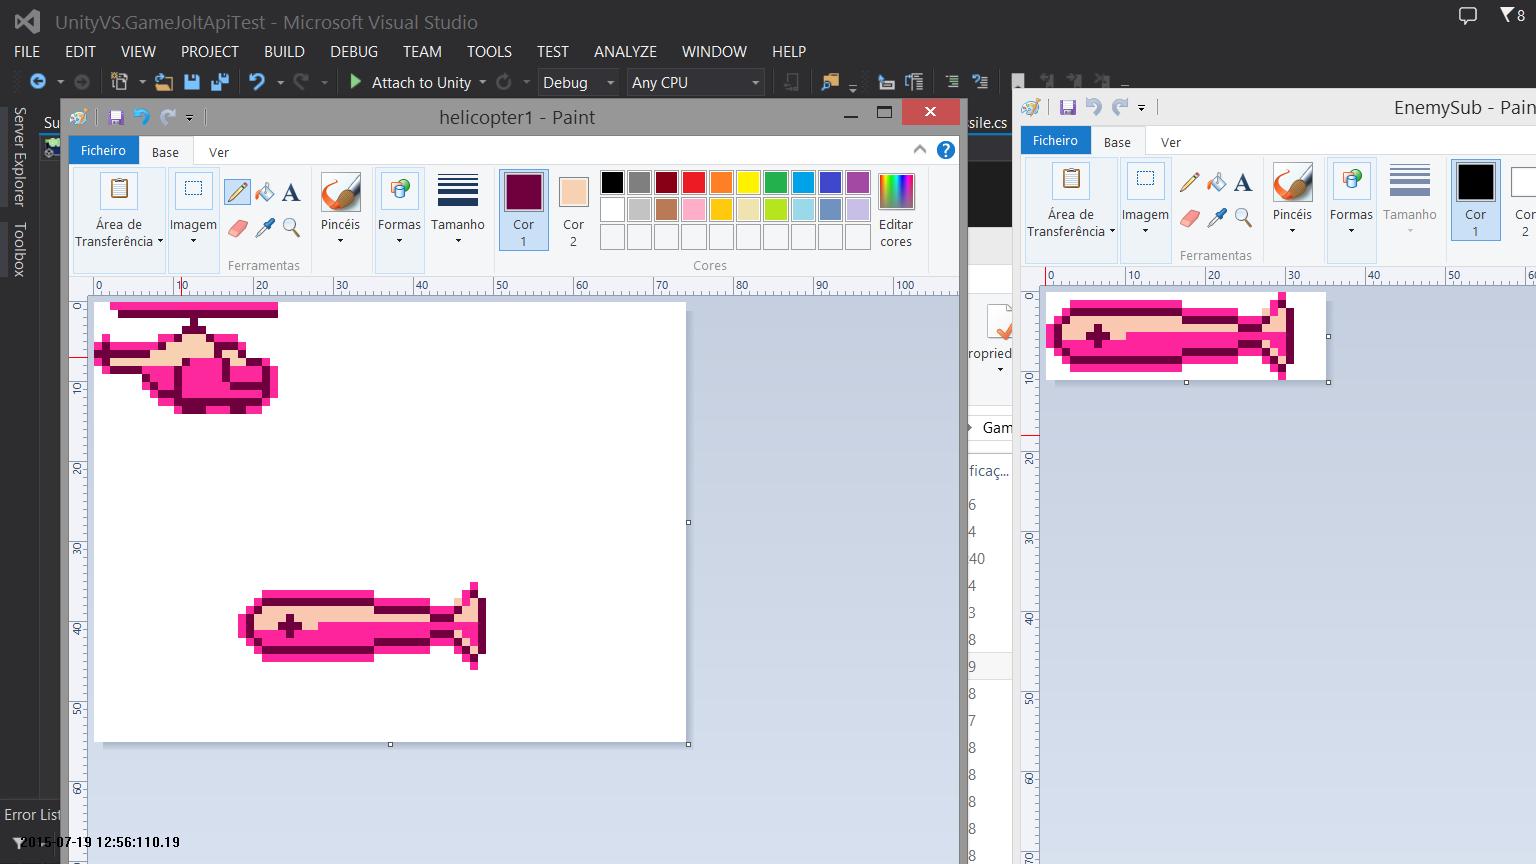 UnityVS.GameJoltApiTest - Microsoft Visual Studio
8
FILE EDIT VIEW PROJECT BUILD DEBUG TEAM TOOLS TEST ANALYZE WINDOW HELP
Attach to Unity Debug Any CPU
Server Explorer
Toolbox
Su
helicopter1 - Paint
Ficheiro Base Ver
Área de Transferência
Imagem
Ferramentas
Pincéis
Formas
Tamanho
Cor 1
Cor 2
Editar cores
Cores
0 10 20 30 40 50 60 70 80 90 100
0
10
20
30
40
50
60
sile.cs
ropried
Gam
ficaç...
6
4
40
4
3
8
9
8
7
8
8
8
8
8
EnemySub - Pain
Ficheiro Base Ver
Área de Transferência
Imagem
Ferramentas
Pincéis
Formas
Tamanho
Cor 1
Cor 2
0 10 20 30 40 50 60
0
10
20
30
40
50
60
70
Error List
2015-07-19 12:56:110.19